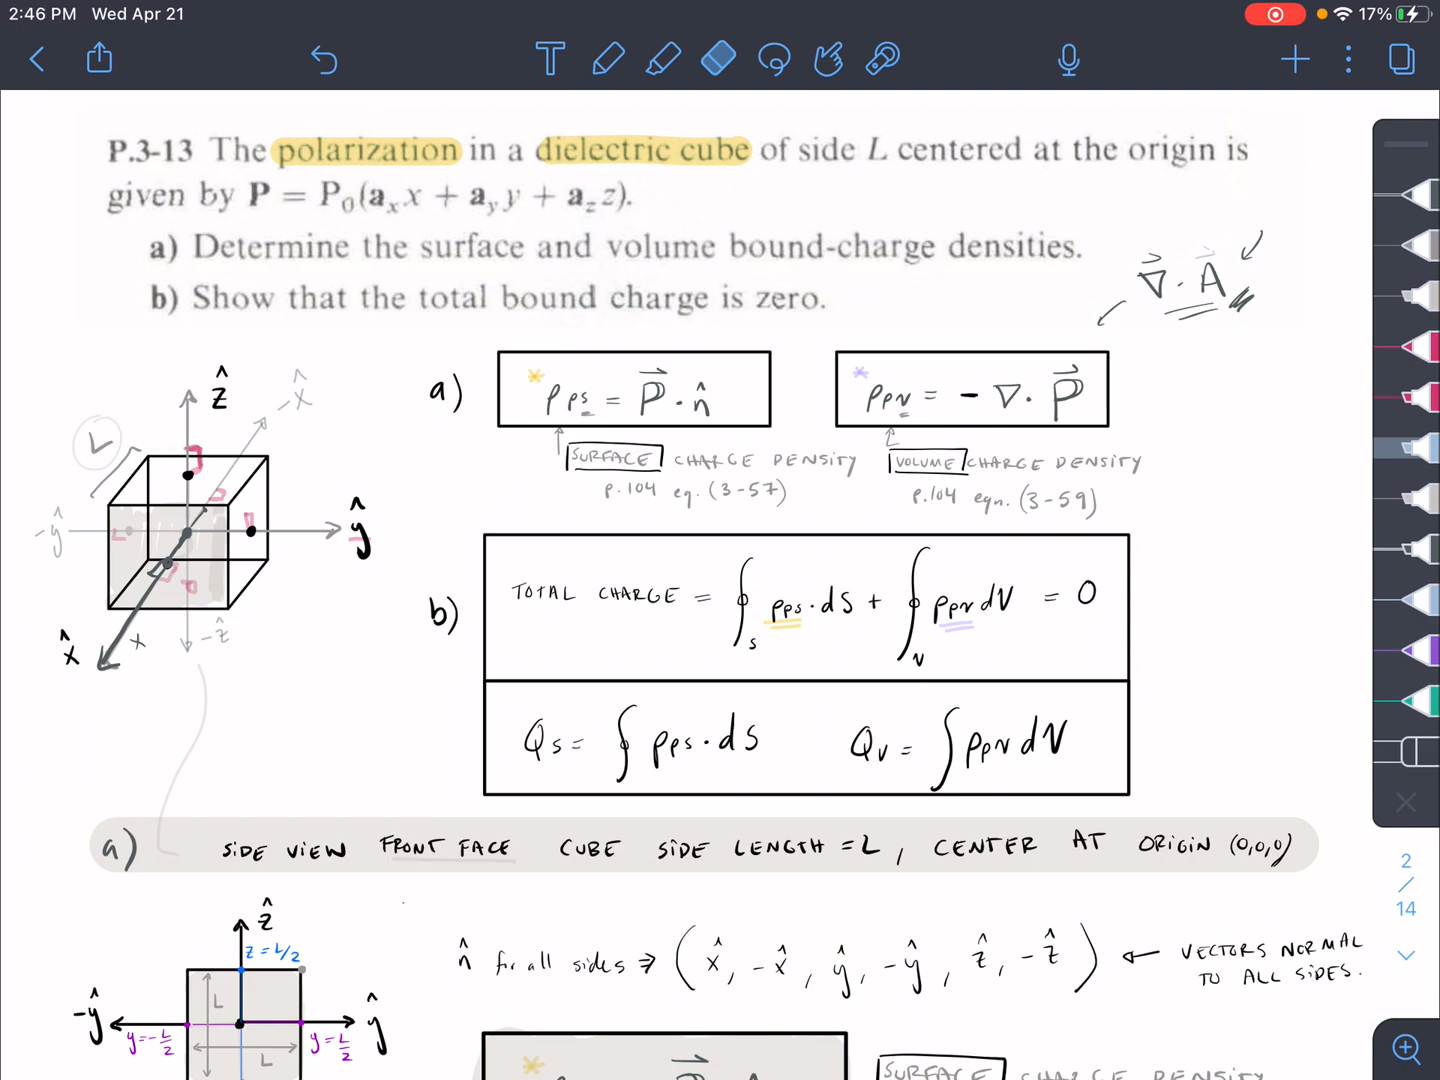 2:46 PM Wed Apr 21
17%
P.3-13 The polarization in a dielectric cube of side L centered at the origin is
given by P = P₀(aₓx + a_y y + a_z z).
a) Determine the surface and volume bound-charge densities.
b) Show that the total bound charge is zero.
∇⃗ · A⃗
a)
* ρps = P⃗ · n̂
* ρpv = - ∇ · P⃗
SURFACE CHARGE DENSITY
p.104 eq. (3-57)
VOLUME CHARGE DENSITY
p.104 eqn. (3-59)
ẑ
-x̂
L
-ŷ
ŷ
x̂
x
-ẑ
b)
TOTAL CHARGE = ∮s ρps · ds + ∮v ρpv dV = 0
Qs = ∮ ρps · ds
Qv = ∫ ρpv dV
a) SIDE VIEW FRONT FACE CUBE SIDE LENGTH = L, CENTER AT ORIGIN (0,0,0)
ẑ
z = L/2
L
-ŷ
y=-L/2
L
y=L/2
ŷ
n̂ for all sides → (x̂, -x̂, ŷ, -ŷ, ẑ, -ẑ) ← VECTORS NORMAL
TO ALL SIDES.
*
SURFACE CHARGE DENSITY
2
/
14